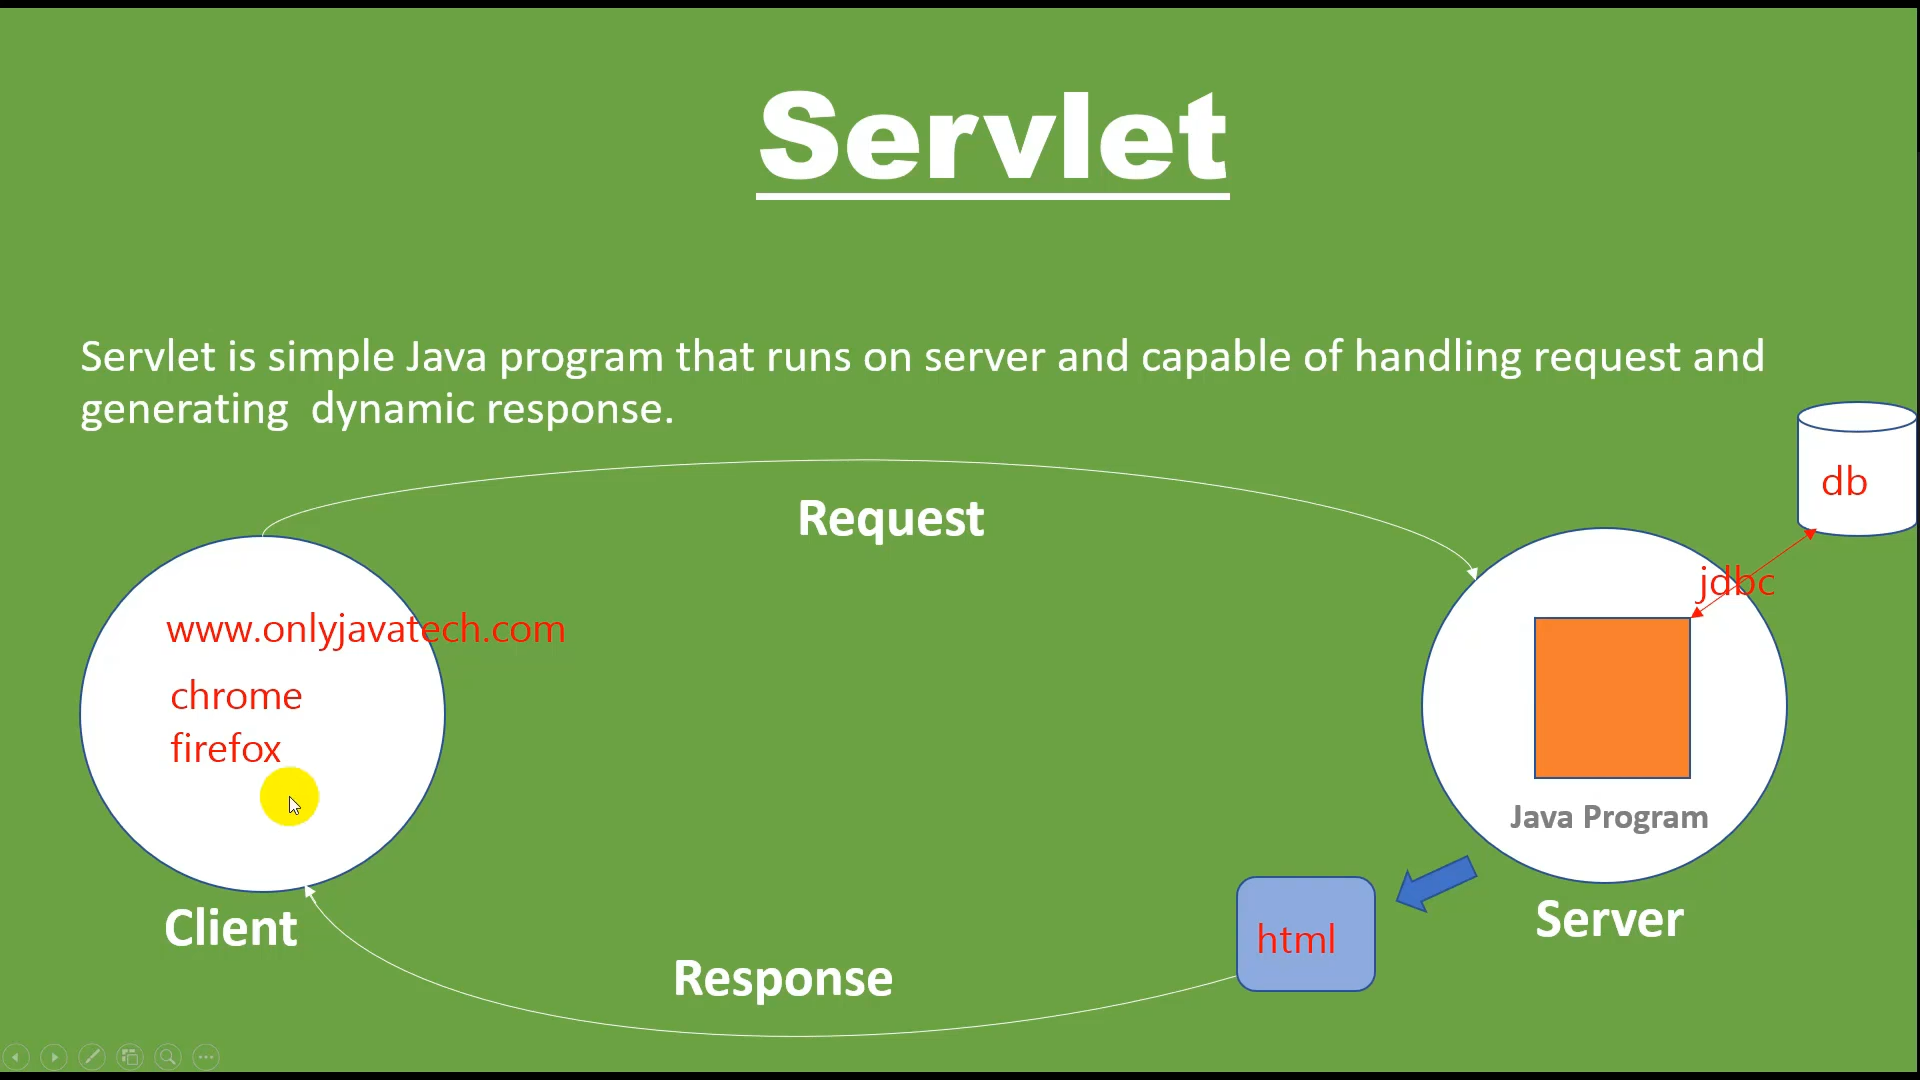 Servlet
Servlet is simple Java program that runs on server and capable of handling request and
generating  dynamic response.
db
Request
jdbc
www.onlyjavatech.com
chrome
firefox
Java Program
Client
Server
html
Response